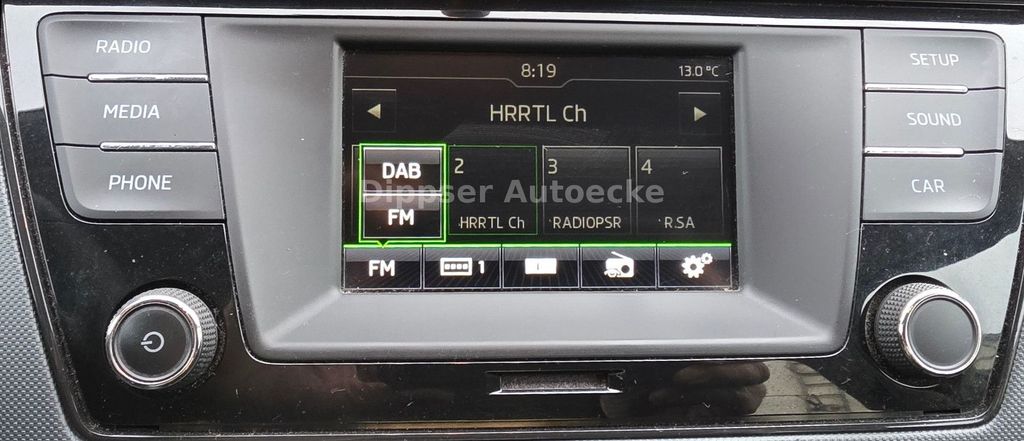 RADIO
MEDIA
PHONE
8:19
13.0 °C
HRRTL Ch
DAB
FM
2
HRRTL Ch
3
RADIOPSR
4
R.SA
Dippser Autoecke
FM
1
SETUP
SOUND
CAR